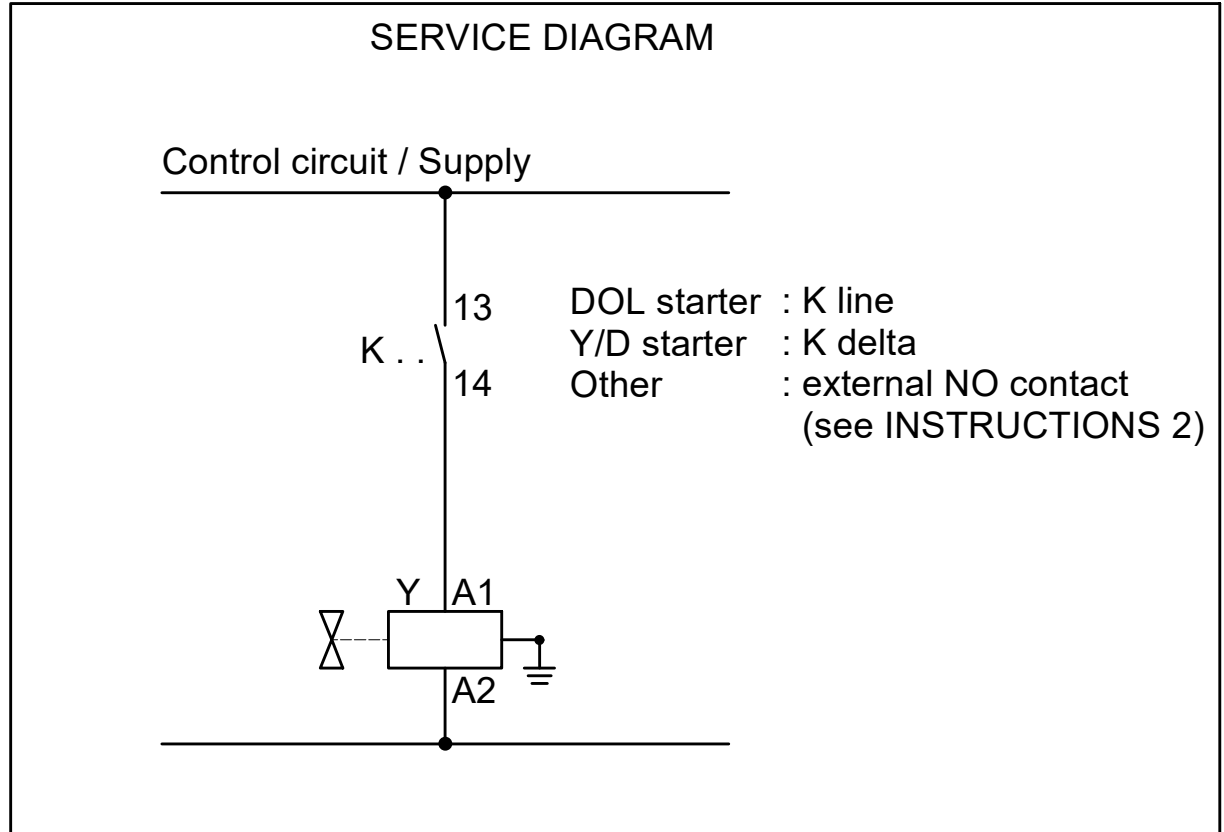 SERVICE DIAGRAM
Control circuit / Supply
13
K . .
14
DOL starter : K line
Y/D starter : K delta
Other : external NO contact
(see INSTRUCTIONS 2)
Y A1
A2